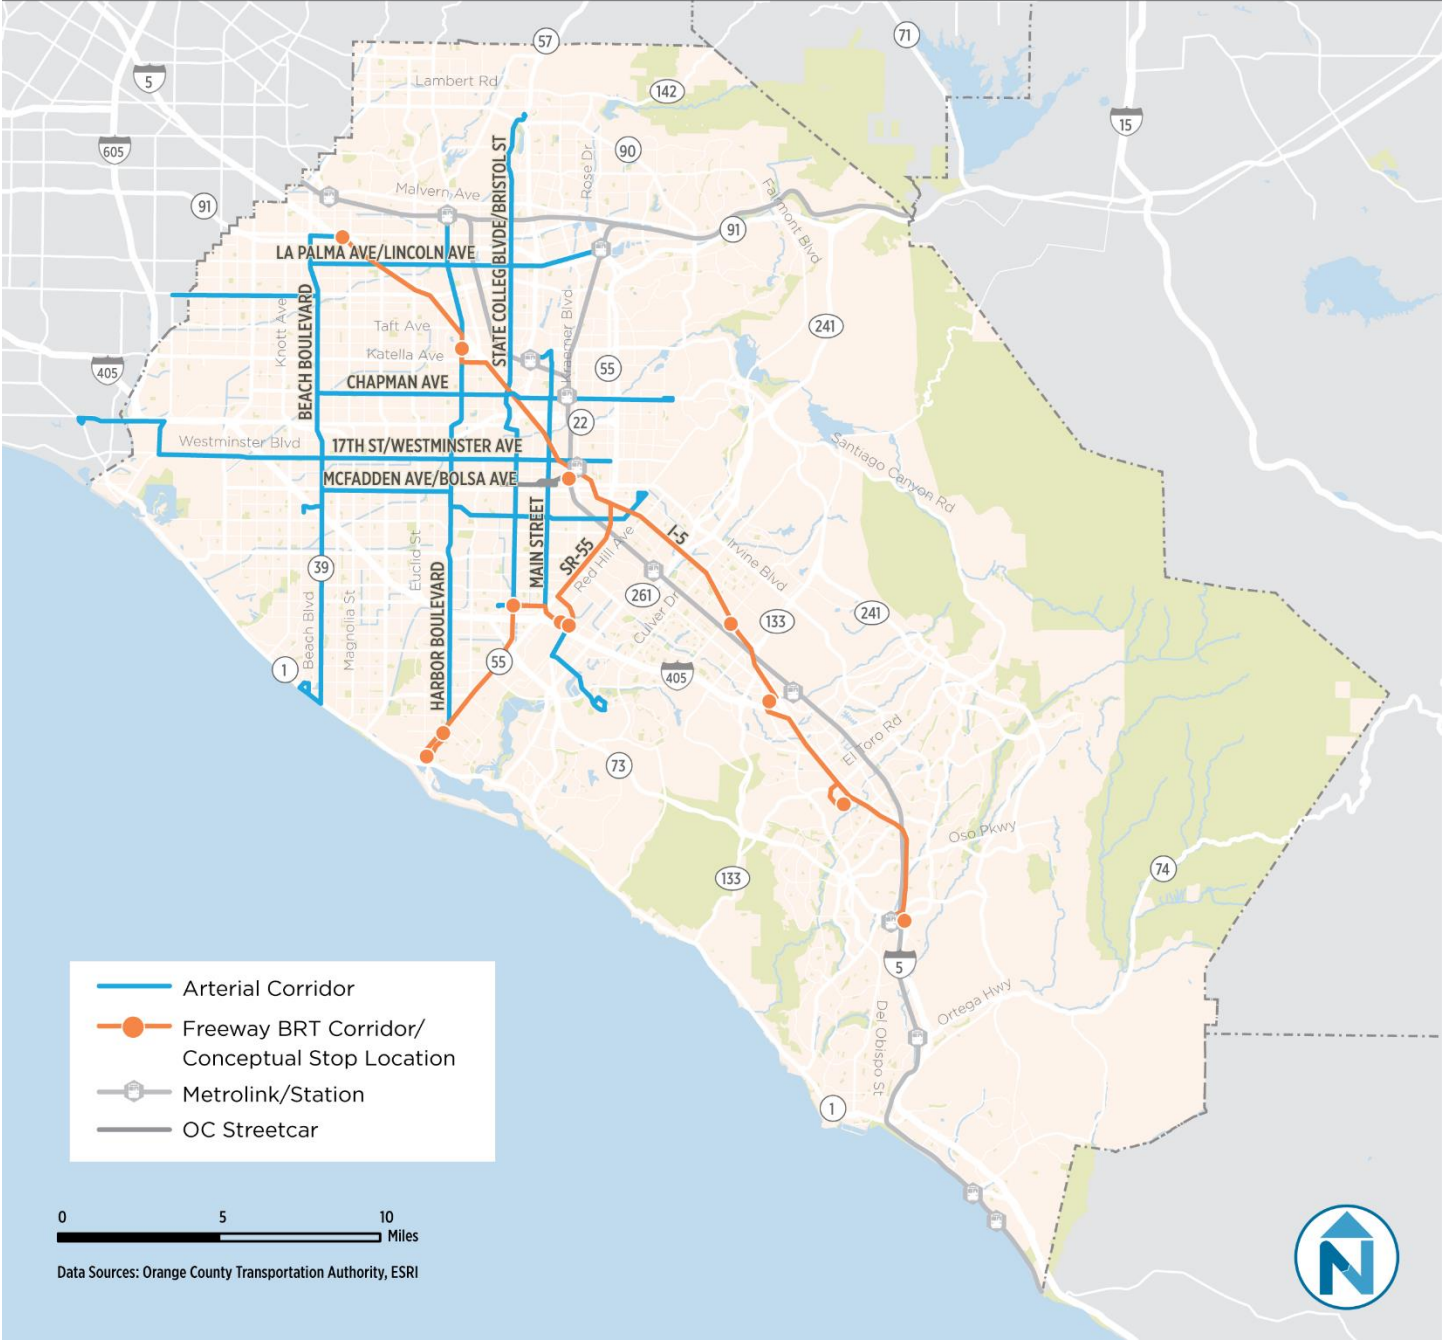 57
71
5
Lambert Rd
142
15
605
90
STATE COLLEG BLVDE/BRISTOL ST
Rose Dr
Malvern Ave
Fairmont Blvd
91
91
LA PALMA AVE/LINCOLN AVE
BEACH BOULEVARD
Knott Ave
Kraemer Blvd
Taft Ave
241
Katella Ave
405
55
CHAPMAN AVE
22
Westminster Blvd
17TH ST/WESTMINSTER AVE
Santiago Canyon Rd
MCFADDEN AVE/BOLSA AVE
MAIN STREET
I-5
SR-55
Red Hill Ave
Irvine Blvd
Euclid St
39
261
Culver Dr
133
241
HARBOR BOULEVARD
Beach Blvd
Magnolia St
1
55
405
El Toro Rd
73
Oso Pkwy
133
74
5
Arterial Corridor
Freeway BRT Corridor/
Conceptual Stop Location
Metrolink/Station
OC Streetcar
Ortega Hwy
Del Obispo St
1
0 5 10
Miles
Data Sources: Orange County Transportation Authority, ESRI
N